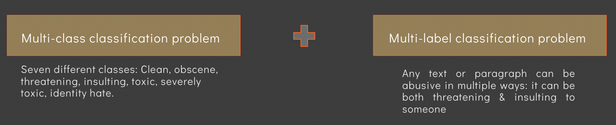 Multi-class classification problem
Seven different classes: Clean, obscene,
threatening, insulting, toxic, severely
toxic, identity hate.
Multi-label classification problem
Any text or paragraph can be
abusive in multiple ways: it can be
both threatening & insulting to
someone